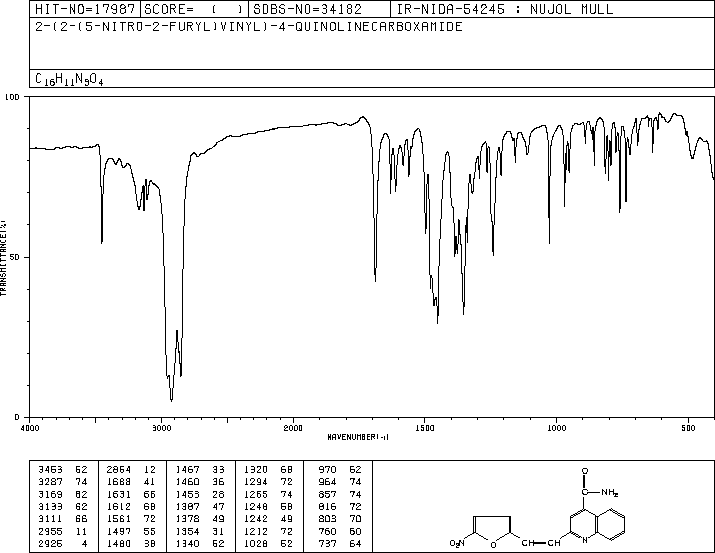 HIT-NO=17987 SCORE= ( ) SDBS-NO=34182 IR-NIDA-54245 : NUJOL MULL
2-(2-(5-NITRO-2-FURYL)VINYL)-4-QUINOLINECARBOXAMIDE
C16H11N3O4
100
50
0
TRANSMITTANCE(%)
4000 3000 2000 1500 1000 500
WAVENUMBER(-1)
3453 52 2854 12 1467 33 1320 68 970 62
3287 74 1688 41 1460 36 1294 72 964 74
3169 62 1631 66 1453 28 1265 74 857 74
3133 62 1612 68 1387 47 1248 58 816 72
3111 66 1561 72 1378 49 1242 49 803 70
2955 11 1497 55 1354 31 1212 72 760 60
2925 4 1480 38 1340 52 1028 52 737 64
O
C—NH2
N
O2N
O
CH=CH